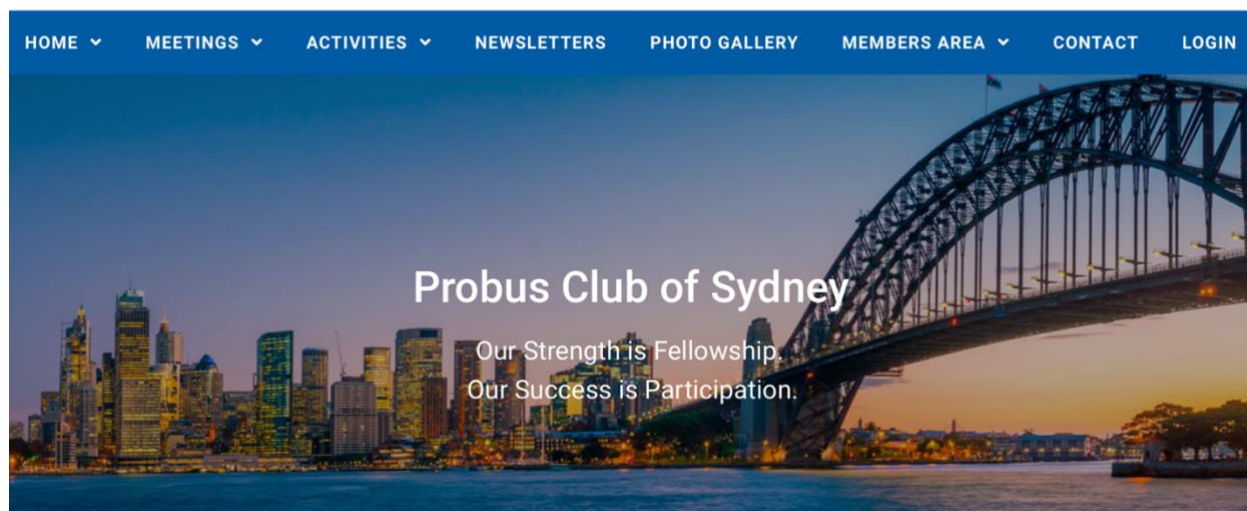 HOME MEETINGS ACTIVITIES NEWSLETTERS PHOTO GALLERY MEMBERS AREA CONTACT LOGIN
Probus Club of Sydney
Our Strength is Fellowship.
Our Success is Participation.